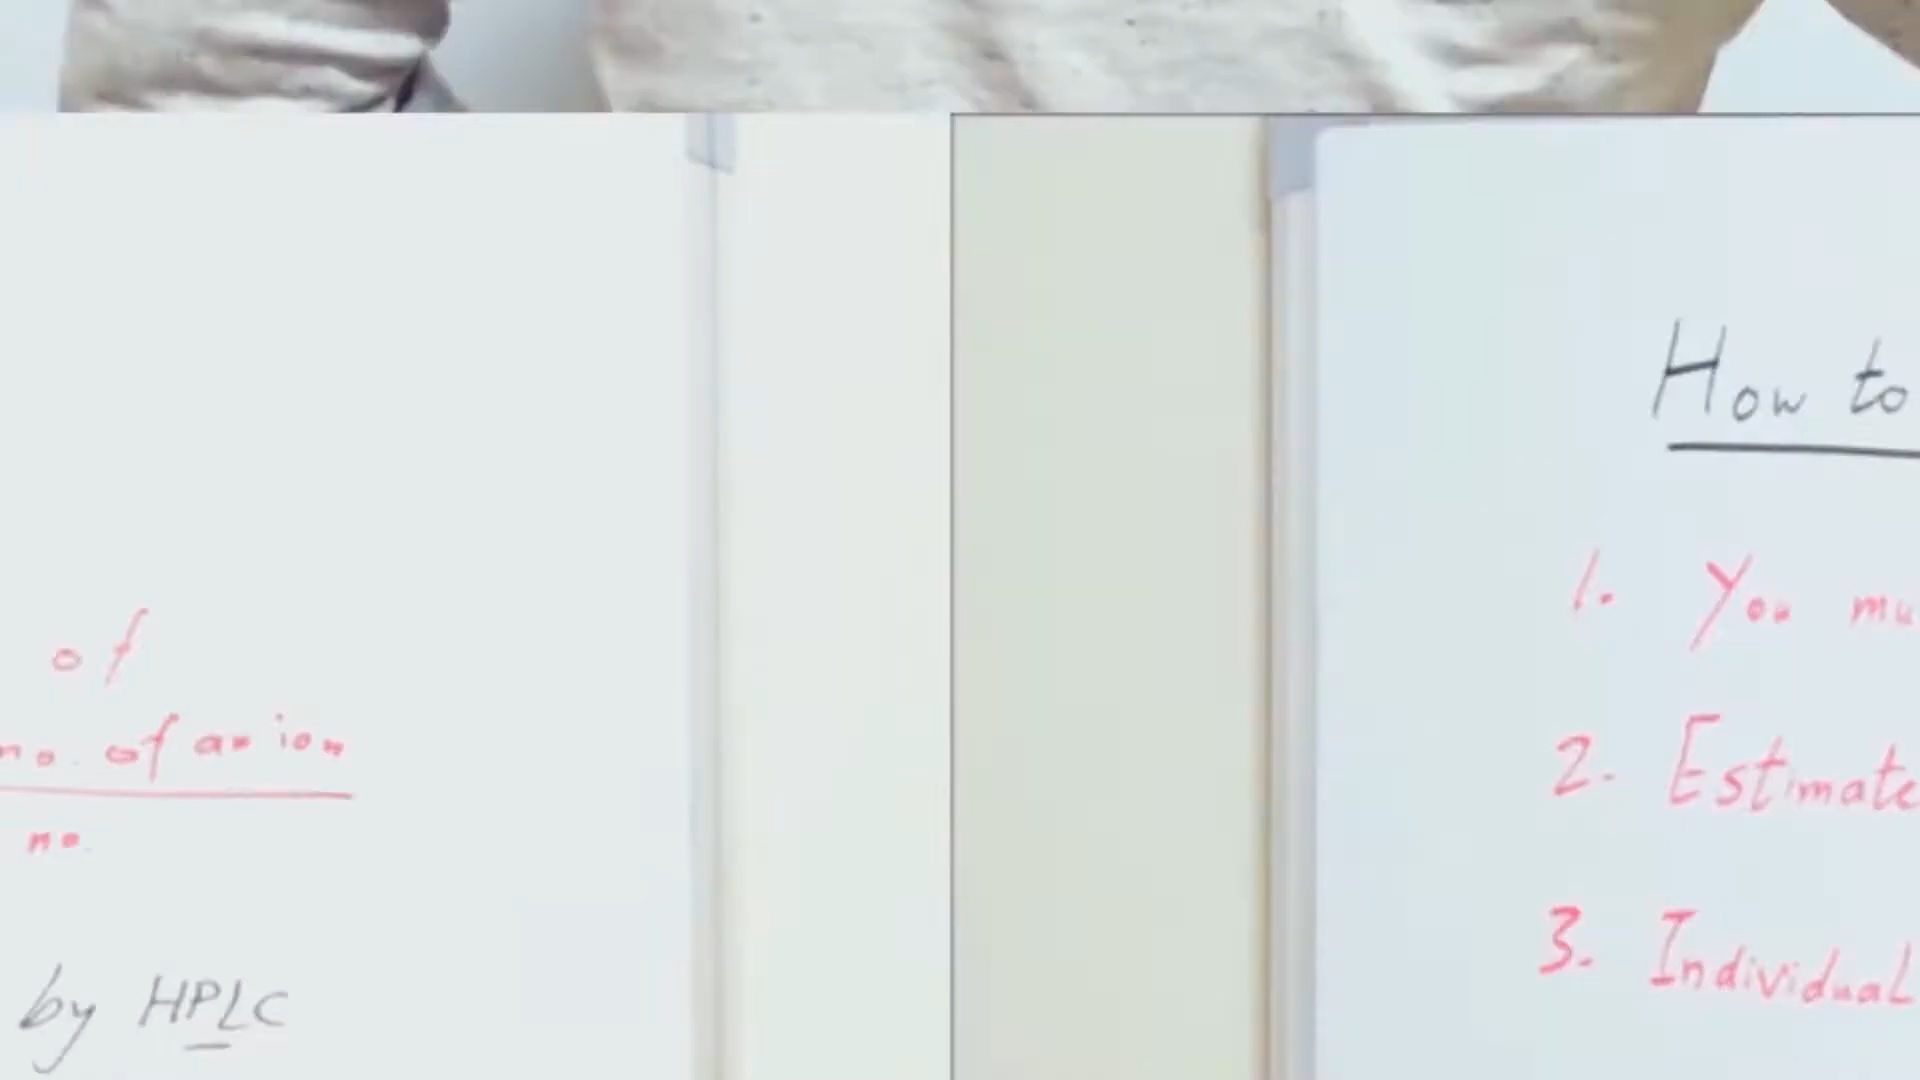 of
no. of anion
no.
by HPLC
How to
1. You mu
2. Estimate
3. Individual